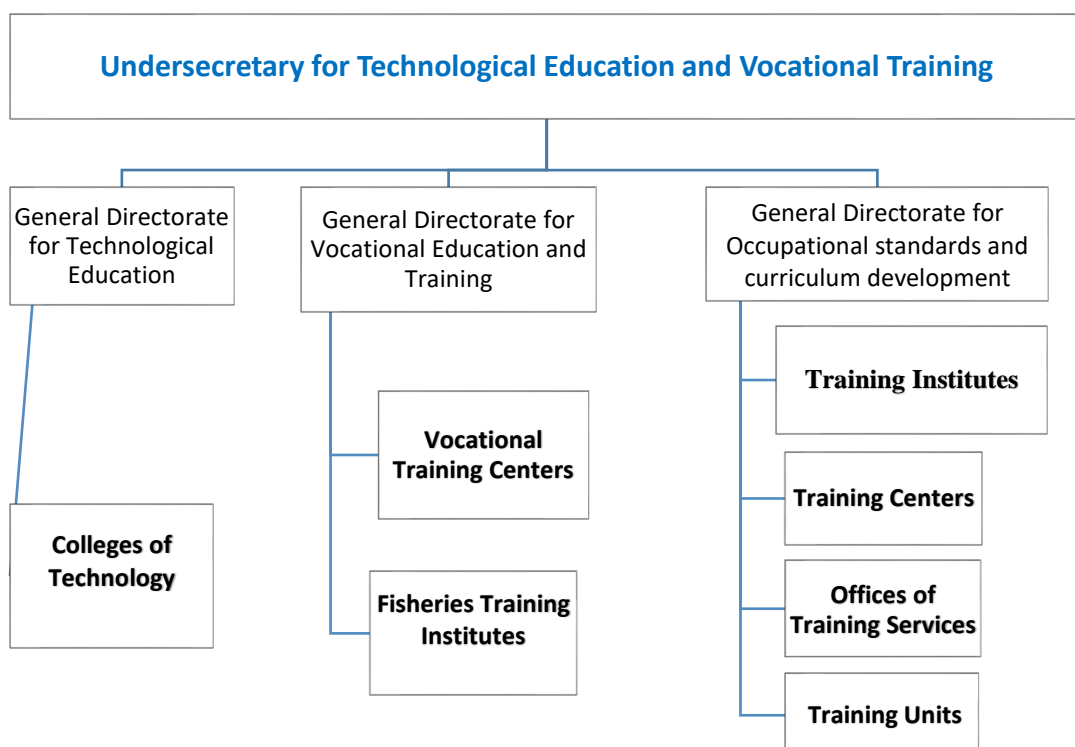 Undersecretary for Technological Education and Vocational Training
General Directorate
for Technological
Education
General Directorate for
Vocational Education and
Training
General Directorate for
Occupational standards and
curriculum development
Colleges of
Technology
Vocational
Training Centers
Fisheries Training
Institutes
Training Institutes
Training Centers
Offices of
Training Services
Training Units